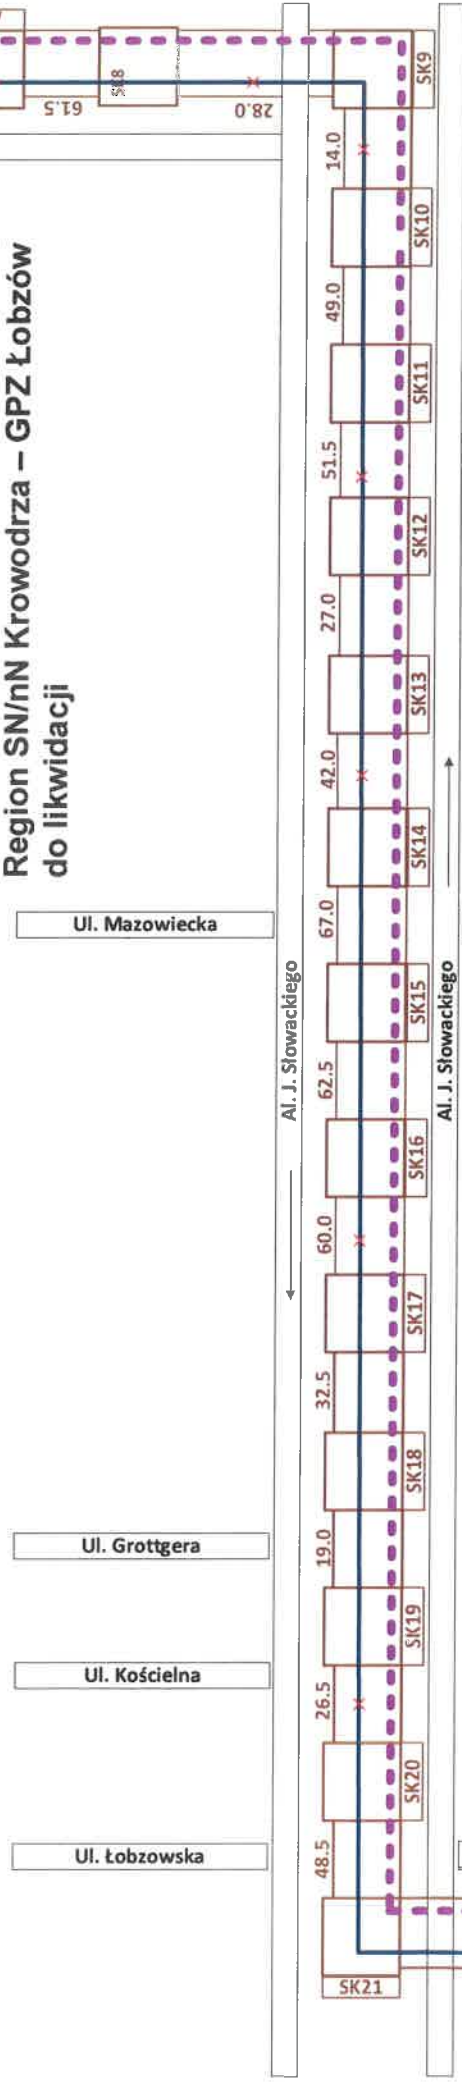 SK8
61.5
28.0
SK9
14.0
SK10
49.0
SK11
51.5
SK12
27.0
SK13
42.0
SK14
67.0
SK15
62.5
SK16
60.0
SK17
32.5
SK18
19.0
SK19
26.5
SK20
48.5
SK21
Region SN/nN Krowodrza – GPZ Łobzów
do likwidacji
Ul. Mazowiecka
Al. J. Słowackiego
Al. J. Słowackiego
Ul. Grottgera
Ul. Kościelna
Ul. Łobzowska